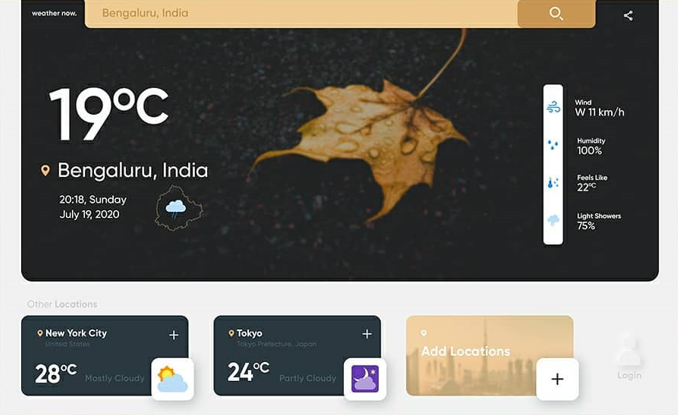 weather now.
Bengaluru, India
19°C
Bengaluru, India
20:18, Sunday
July 19, 2020
Wind
W 11 km/h
Humidity
100%
Feels Like
22°C
Light Showers
75%
Other Locations
New York City
United States
28°C Mostly Cloudy
Tokyo
Tokyo Prefecture, Japan
24°C Partly Cloudy
Add Locations
Login